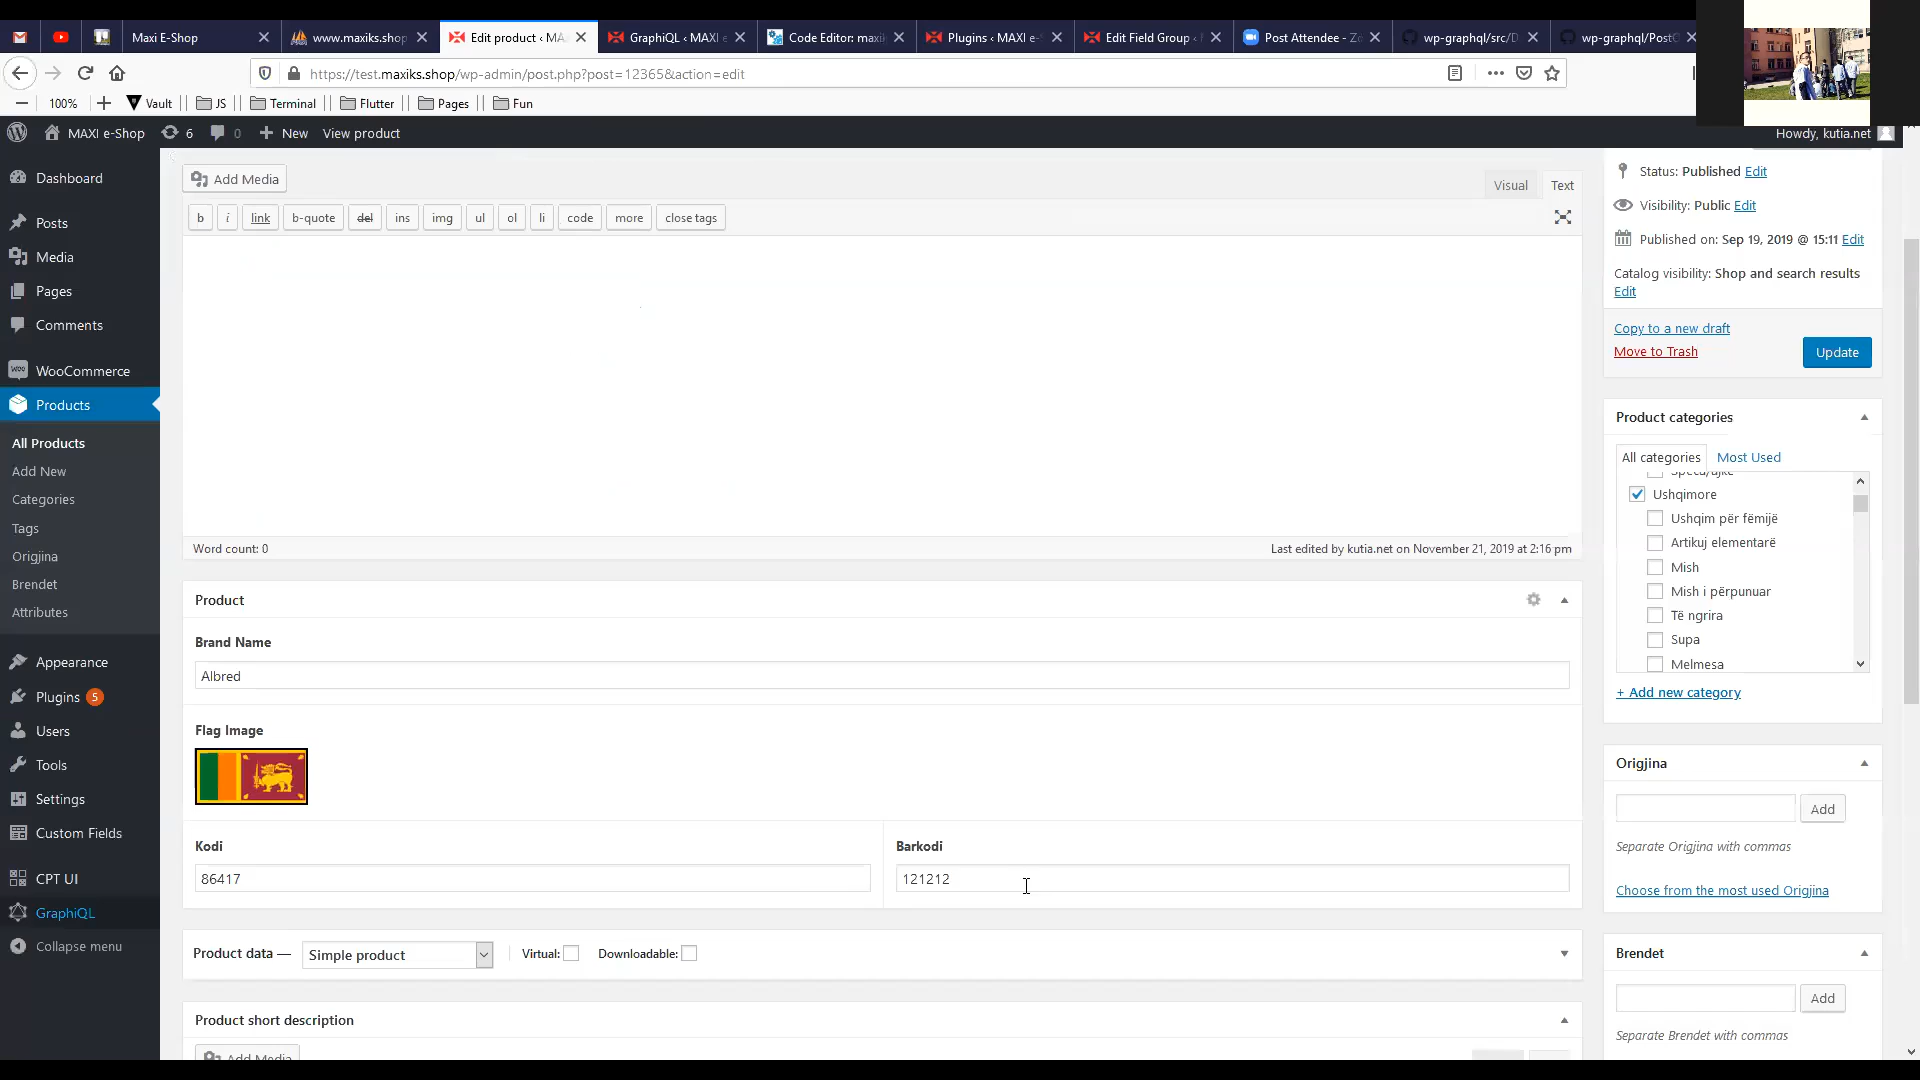 Maxi E-Shop
www.maxiks.shop
Edit product ‹ MA
GraphiQL ‹ MAXI e
Code Editor: maxi
Plugins ‹ MAXI e-S
Edit Field Group ‹
Post Attendee - Zo
wp-graphql/src/D
wp-graphql/Post
https://test.maxiks.shop/wp-admin/post.php?post=12365&action=edit
100%
Vault
JS
Terminal
Flutter
Pages
Fun
MAXI e-Shop
6
0
New
View product
Howdy, kutia.net
Dashboard
Posts
Media
Pages
Comments
WooCommerce
Products
All Products
Add New
Categories
Tags
Origjina
Brendet
Attributes
Appearance
Plugins 5
Users
Tools
Settings
Custom Fields
CPT UI
GraphiQL
Collapse menu
Add Media
Visual
Text
b
i
link
b-quote
del
ins
img
ul
ol
li
code
more
close tags
Word count: 0
Last edited by kutia.net on November 21, 2019 at 2:16 pm
Product
Brand Name
Albred
Flag Image
Kodi
86417
Barkodi
121212
Product data —
Simple product
Virtual:
Downloadable:
Product short description
Add Media
Status: Published Edit
Visibility: Public Edit
Published on: Sep 19, 2019 @ 15:11 Edit
Catalog visibility: Shop and search results
Edit
Copy to a new draft
Move to Trash
Update
Product categories
All categories
Most Used
Ushqimore
Ushqim për fëmijë
Artikuj elementarë
Mish
Mish i përpunuar
Të ngrira
Supa
Melmesa
+ Add new category
Origjina
Add
Separate Origjina with commas
Choose from the most used Origjina
Brendet
Add
Separate Brendet with commas